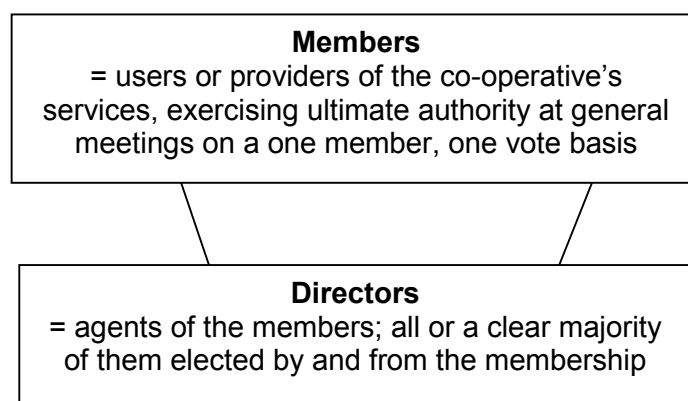 Members
= users or providers of the co-operative’s
services, exercising ultimate authority at general
meetings on a one member, one vote basis
Directors
= agents of the members; all or a clear majority
of them elected by and from the membership